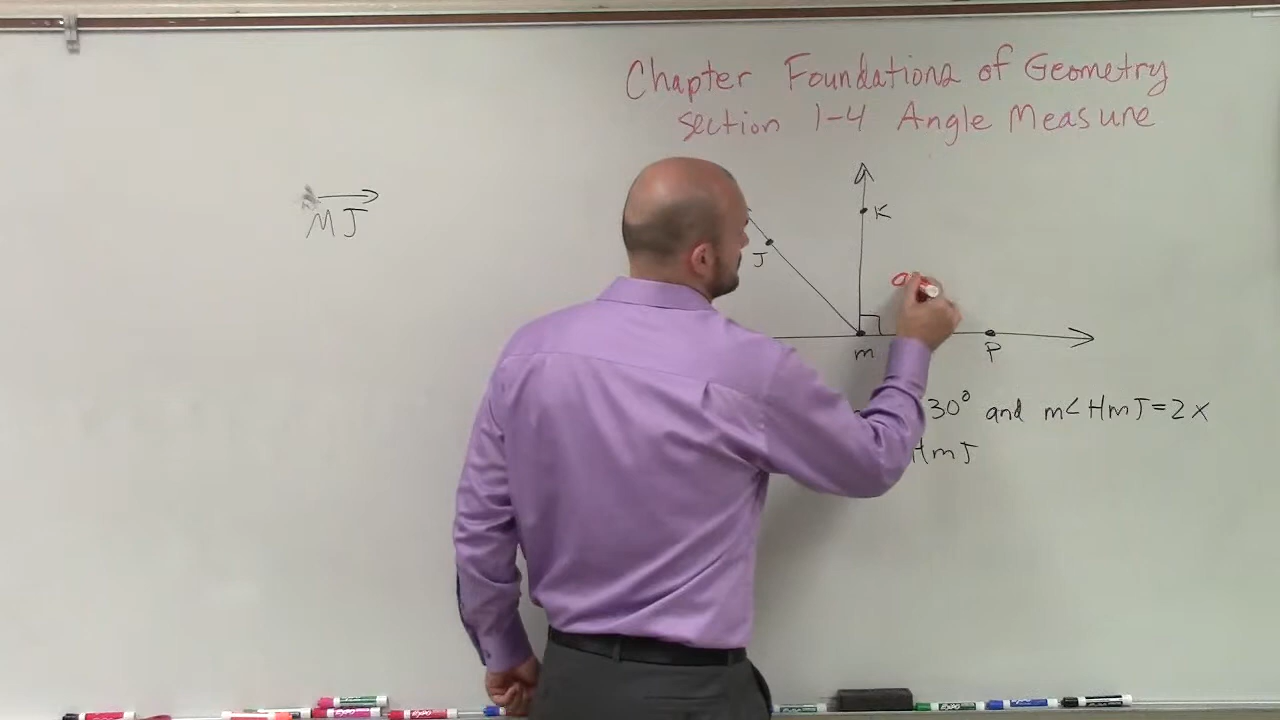 Chapter Foundations of Geometry
section 1-4 Angle Measure
MJ
K
J
m
P
30° and m∠HmJ=2x
HmJ